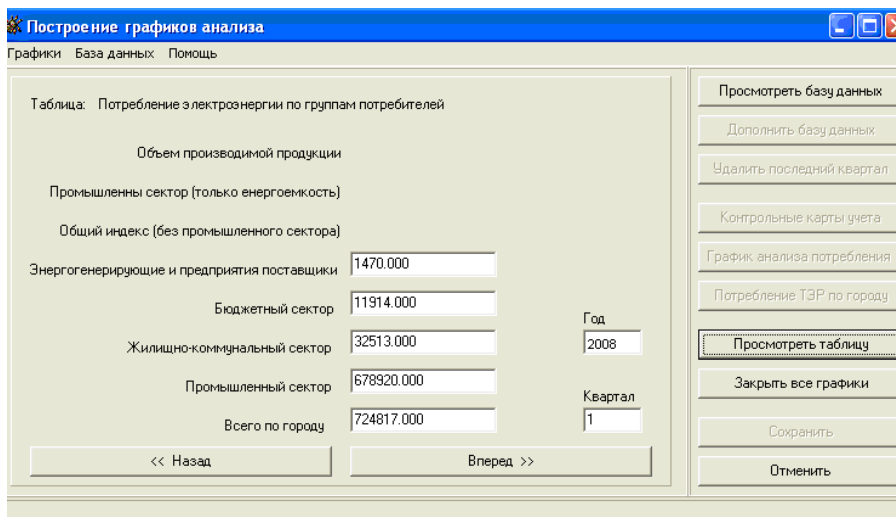 Построение графиков анализа
Графики База данных Помощь
Таблица: Потребление электроэнергии по группам потребителей
Объем производимой продукции
Промышленны сектор (только енергоемкость)
Общий индекс (без промышленного сектора)
Энергогенерирующие и предприятия поставщики 1470.000
Бюджетный сектор 11914.000
Жилищно-коммунальный сектор 32513.000
Промышленный сектор 678920.000
Всего по городу 724817.000
Год
2008
Квартал
1
<< Назад
Вперед >>
Просмотреть базу данных
Дополнить базу данных
Удалить последний квартал
Контрольные карты учета
График анализа потребления
Потребление ТЭР по городу
Просмотреть таблицу
Закрыть все графики
Сохранить
Отменить